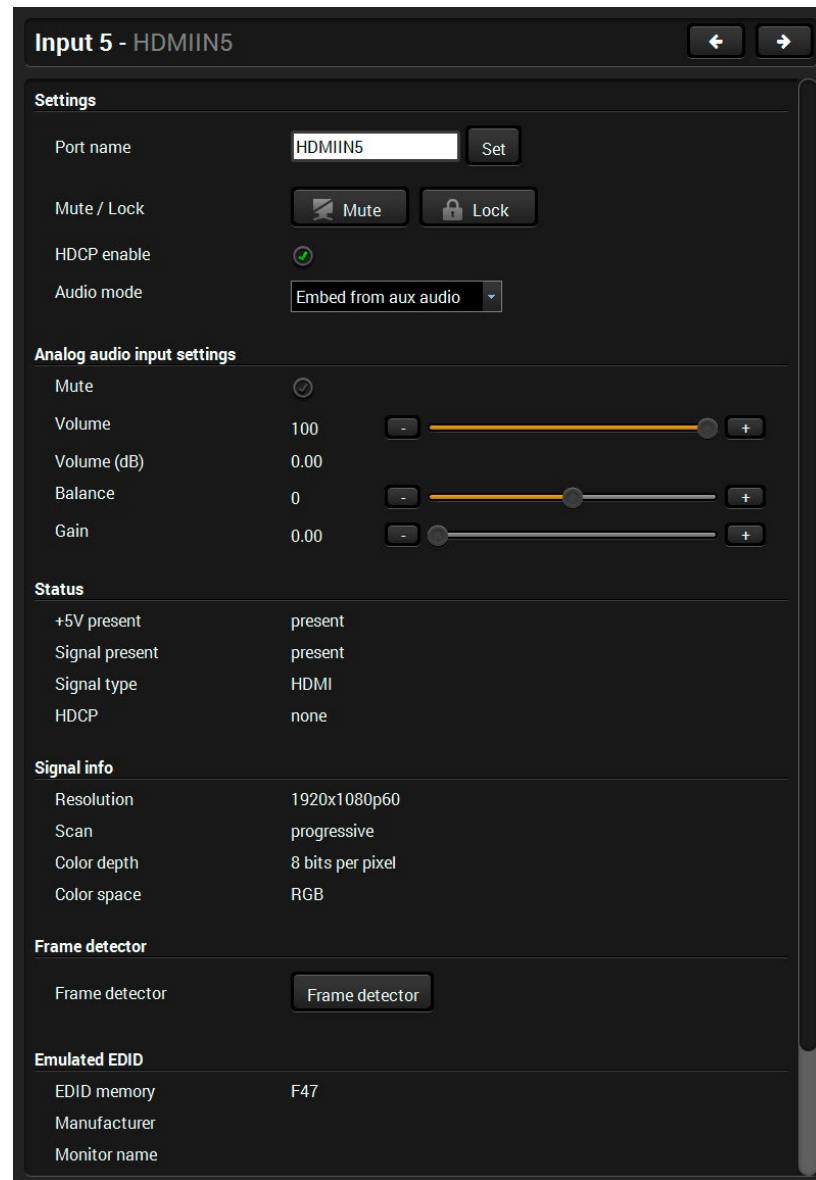 Input 5 - HDMIIN5
Settings
Port name HDMIIN5 Set
Mute / Lock Mute Lock
HDCP enable
Audio mode Embed from aux audio
Analog audio input settings
Mute
Volume 100 - +
Volume (dB) 0.00
Balance 0 - +
Gain 0.00 - +
Status
+5V present present
Signal present present
Signal type HDMI
HDCP none
Signal info
Resolution 1920x1080p60
Scan progressive
Color depth 8 bits per pixel
Color space RGB
Frame detector
Frame detector Frame detector
Emulated EDID
EDID memory F47
Manufacturer
Monitor name